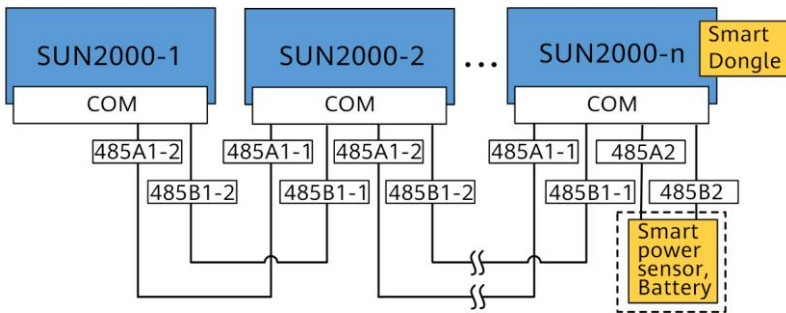 SUN2000-1
SUN2000-2
...
SUN2000-n
Smart
Dongle
COM
COM
COM
485A1-2
485A1-1
485A1-2
485A1-1
485A2
485B1-2
485B1-1
485B1-2
485B1-1
485B2
Smart
power
sensor,
Battery